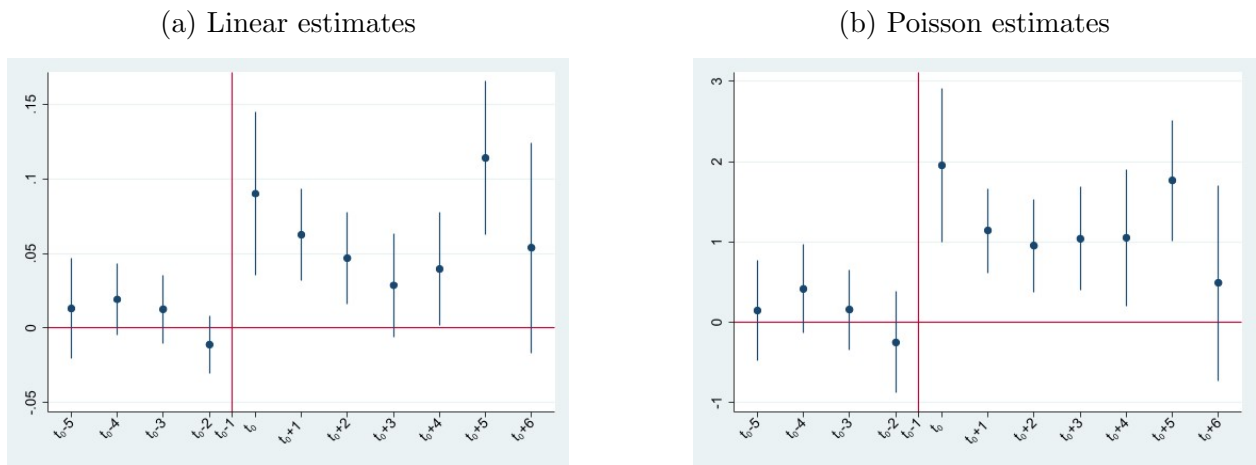 (a) Linear estimates
.15
.1
.05
0
-.05
t₀-5
t₀-4
t₀-3
t₀-2
t₀-1
t₀
t₀+1
t₀+2
t₀+3
t₀+4
t₀+5
t₀+6
(b) Poisson estimates
3
2
1
0
-1
t₀-5
t₀-4
t₀-3
t₀-2
t₀-1
t₀
t₀+1
t₀+2
t₀+3
t₀+4
t₀+5
t₀+6